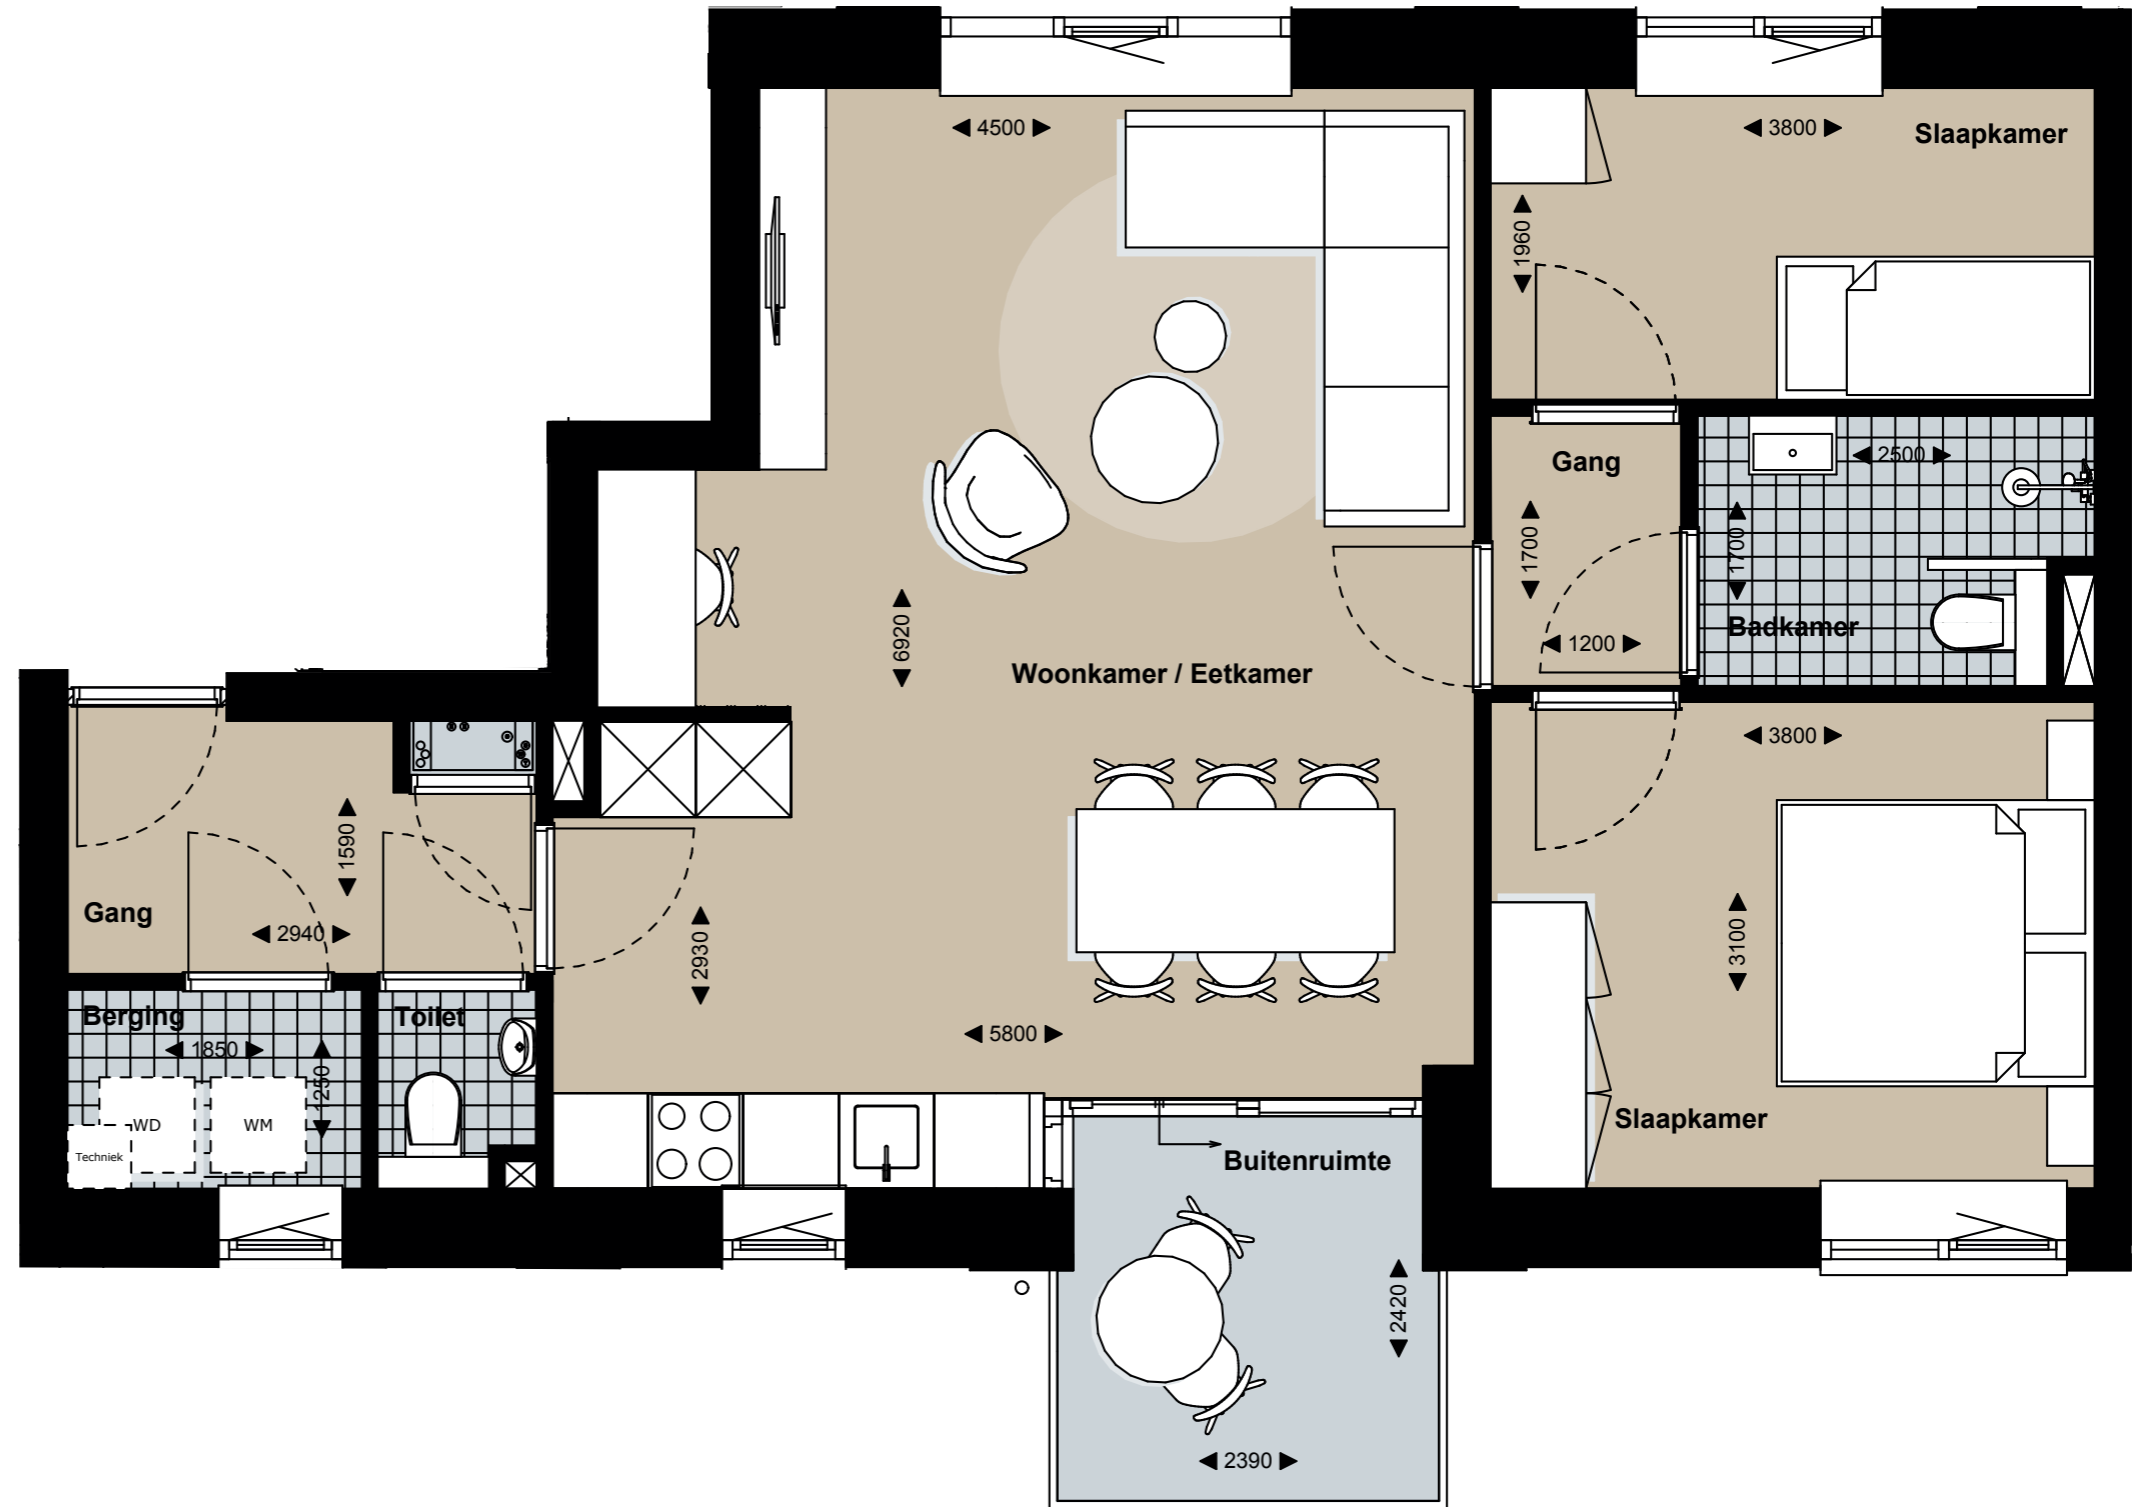 4500
3800
Slaapkamer
1960
Gang
2500
1700
1700
6920
Badkamer
1200
Woonkamer / Eetkamer
3800
1590
Gang
2940
2930
3100
Berging
Toilet
1850
5800
1250
WD
WM
Techniek
Slaapkamer
Buitenruimte
2420
2390